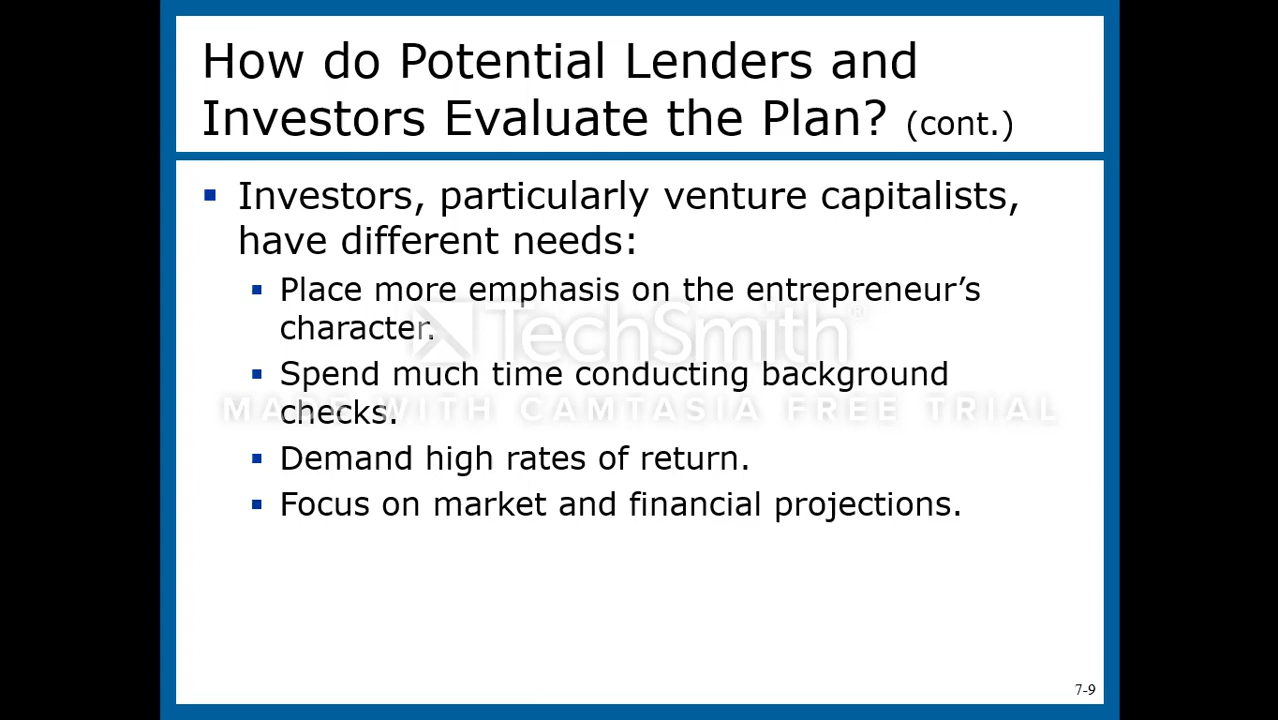 How do Potential Lenders and
Investors Evaluate the Plan? (cont.)
▪ Investors, particularly venture capitalists,
have different needs:
▪ Place more emphasis on the entrepreneur’s
character.
▪ Spend much time conducting background
checks.
▪ Demand high rates of return.
▪ Focus on market and financial projections.
TechSmith®
MADE WITH CAMTASIA FREE TRIAL
7-9